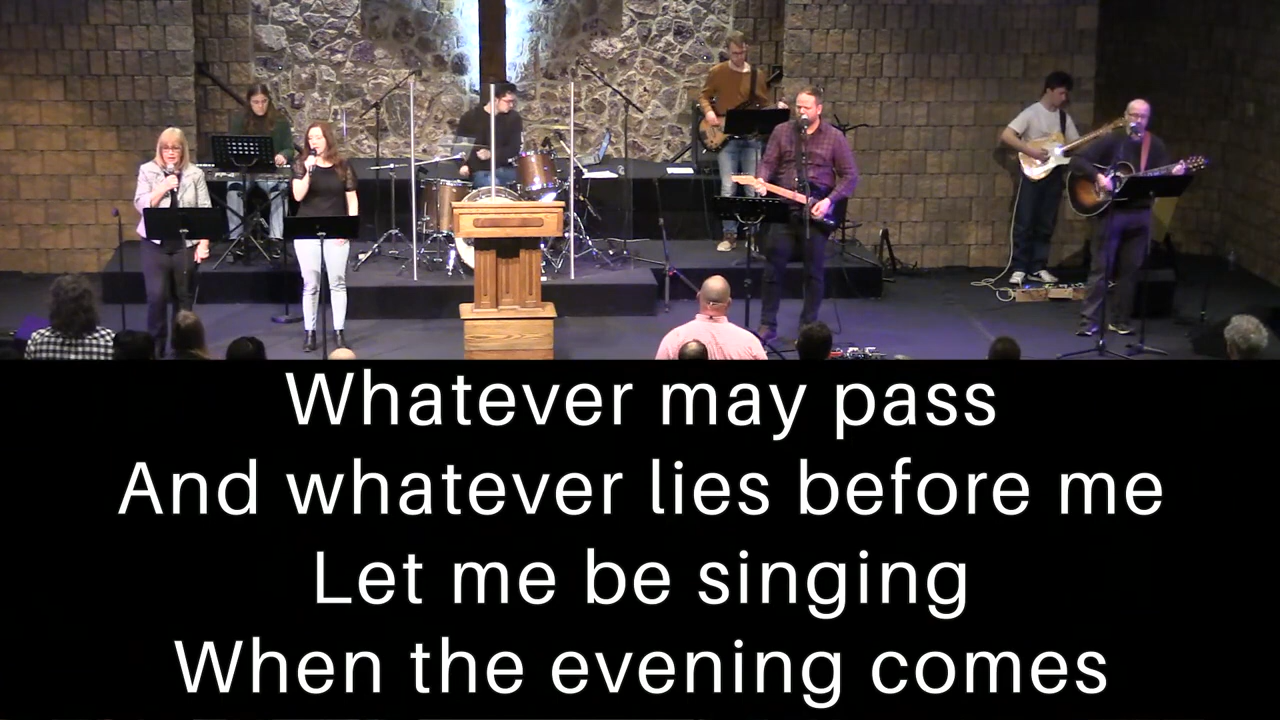 Whatever may pass
And whatever lies before me
Let me be singing
When the evening comes